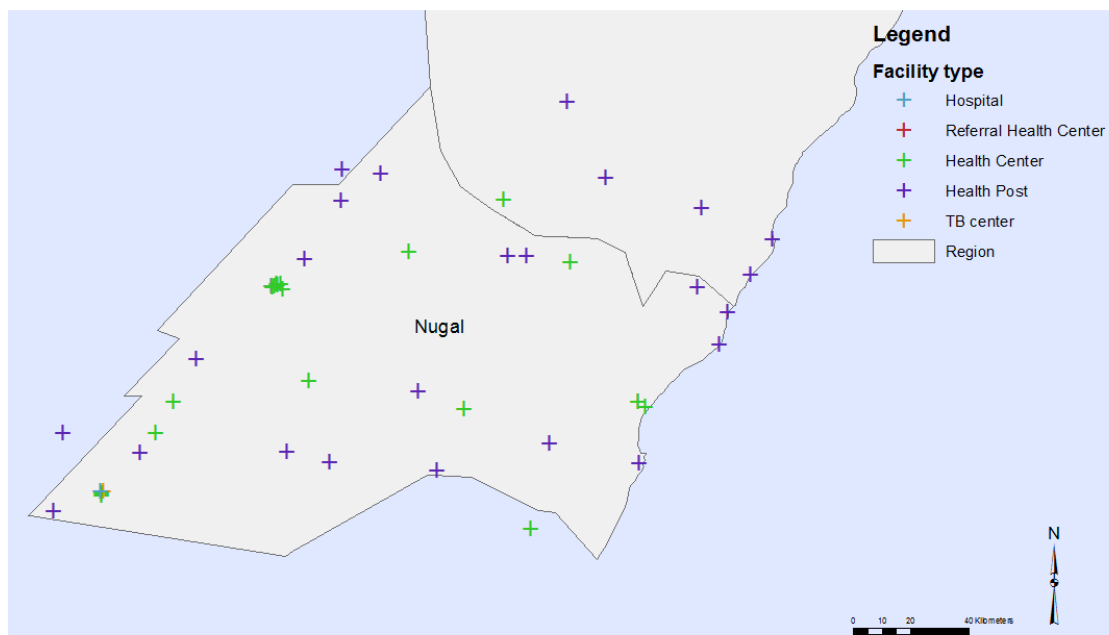 Legend
Facility type
Hospital
Referral Health Center
Health Center
Health Post
TB center
Region
Nugal
N
0 10 20 40 Kilometers